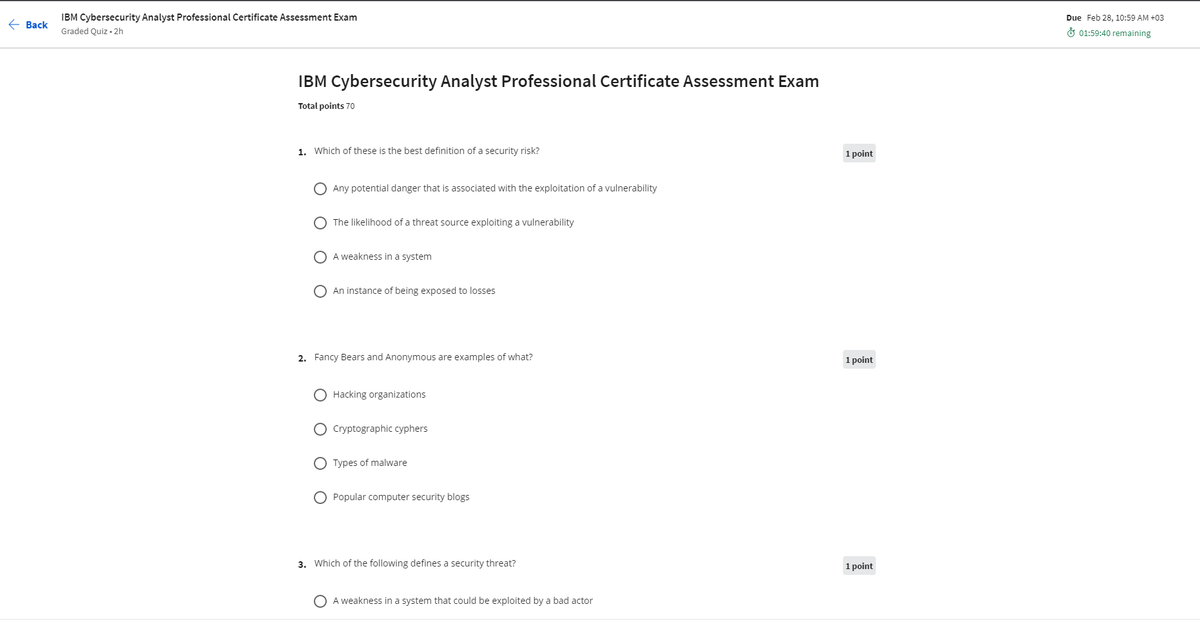 Back
IBM Cybersecurity Analyst Professional Certificate Assessment Exam
Graded Quiz • 2h
Due Feb 28, 10:59 AM +03
01:59:40 remaining
IBM Cybersecurity Analyst Professional Certificate Assessment Exam
Total points 70
1. Which of these is the best definition of a security risk?
1 point
Any potential danger that is associated with the exploitation of a vulnerability
The likelihood of a threat source exploiting a vulnerability
A weakness in a system
An instance of being exposed to losses
2. Fancy Bears and Anonymous are examples of what?
1 point
Hacking organizations
Cryptographic cyphers
Types of malware
Popular computer security blogs
3. Which of the following defines a security threat?
1 point
A weakness in a system that could be exploited by a bad actor